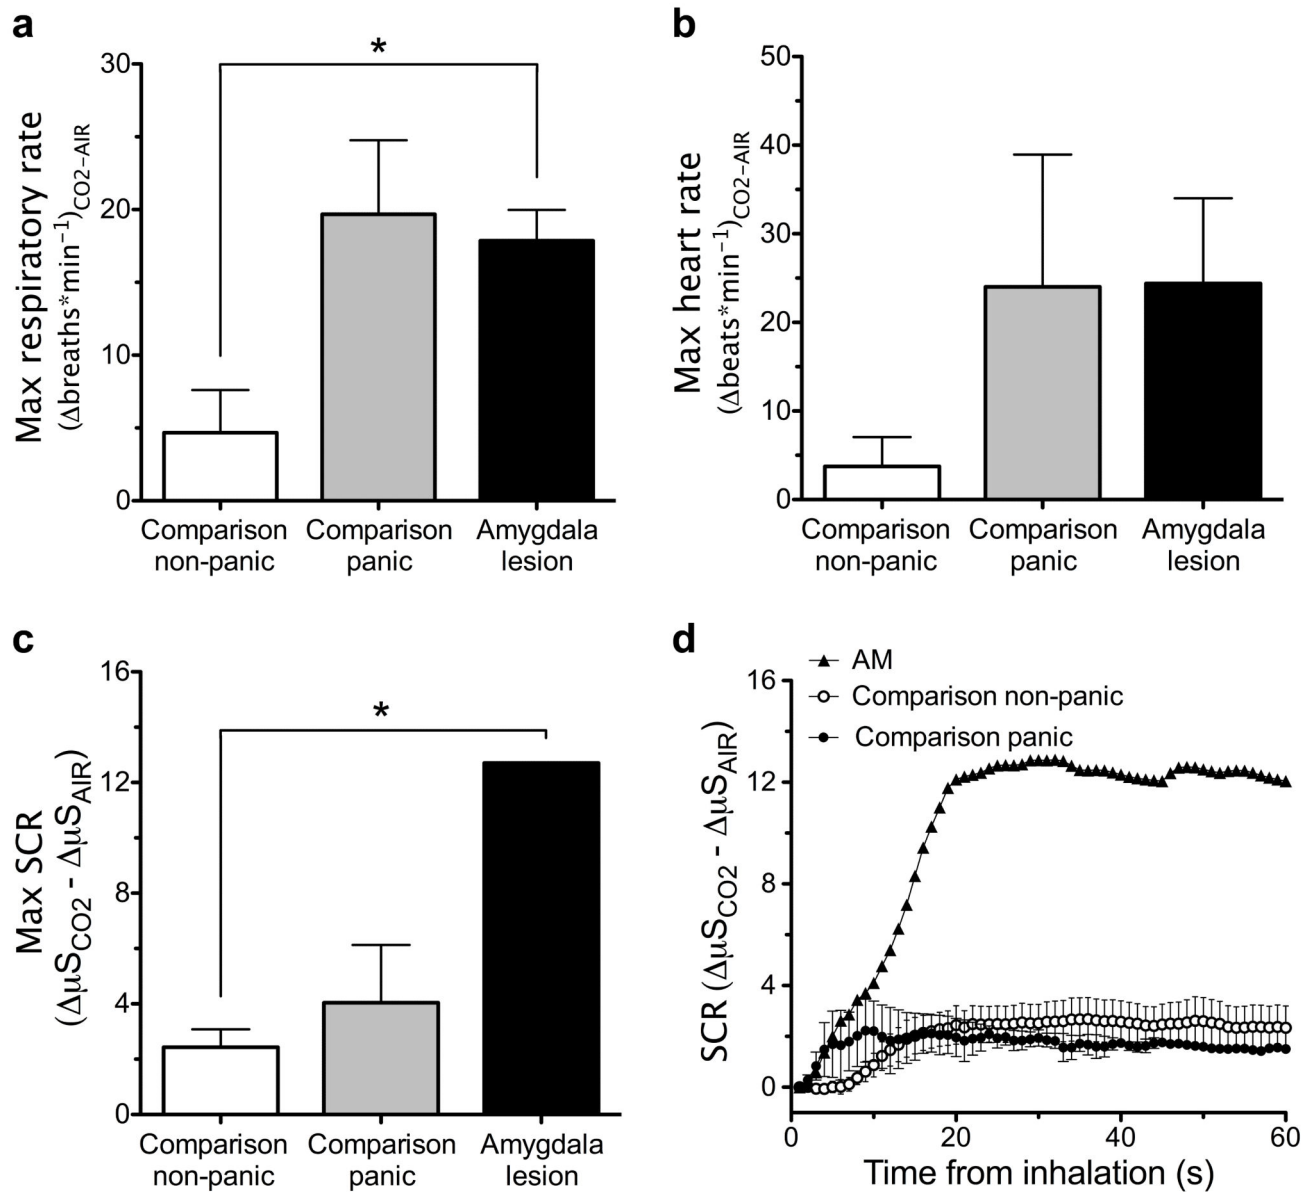 a
*
30
20
10
0
Max respiratory rate
(Δbreaths*min⁻¹)CO2-AIR
Comparison non-panic
Comparison panic
Amygdala lesion
b
50
40
30
20
10
0
Max heart rate
(Δbeats*min⁻¹)CO2-AIR
Comparison non-panic
Comparison panic
Amygdala lesion
c
*
16
12
8
4
0
Max SCR
(ΔμSCO2 - ΔμSAIR)
Comparison non-panic
Comparison panic
Amygdala lesion
d
AM
Comparison non-panic
Comparison panic
16
12
8
4
0
SCR (ΔμSCO2 - ΔμSAIR)
0 20 40 60
Time from inhalation (s)